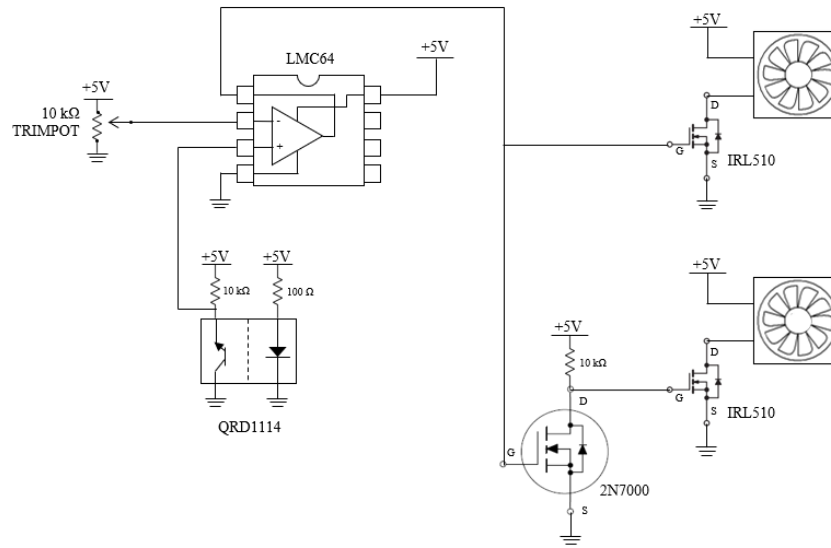 LMC64
+5V
+5V
10 kΩ
TRIMPOT
-
+
+5V
D
G
S
IRL510
+5V
+5V
10 kΩ
100 Ω
QRD1114
+5V
D
G
S
IRL510
+5V
10 kΩ
D
G
2N7000
S